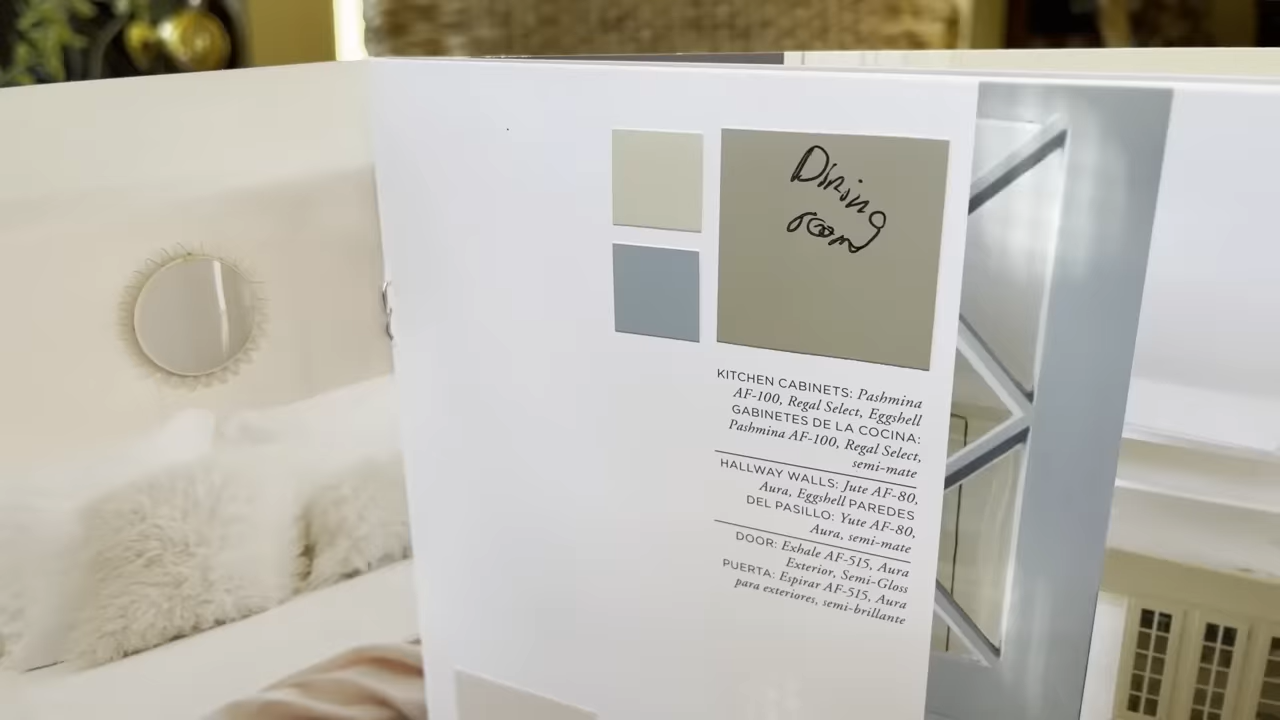 Dining
room
KITCHEN CABINETS: Pashmina
AF-100, Regal Select, Eggshell
GABINETES DE LA COCINA:
Pashmina AF-100, Regal Select,
semi-mate
HALLWAY WALLS: Jute AF-80,
Aura, Eggshell PAREDES
DEL PASILLO: Yute AF-80,
Aura, semi-mate
DOOR: Exhale AF-515, Aura
Exterior, Semi-Gloss
PUERTA: Espirar AF-515, Aura
para exteriores, semi-brillante